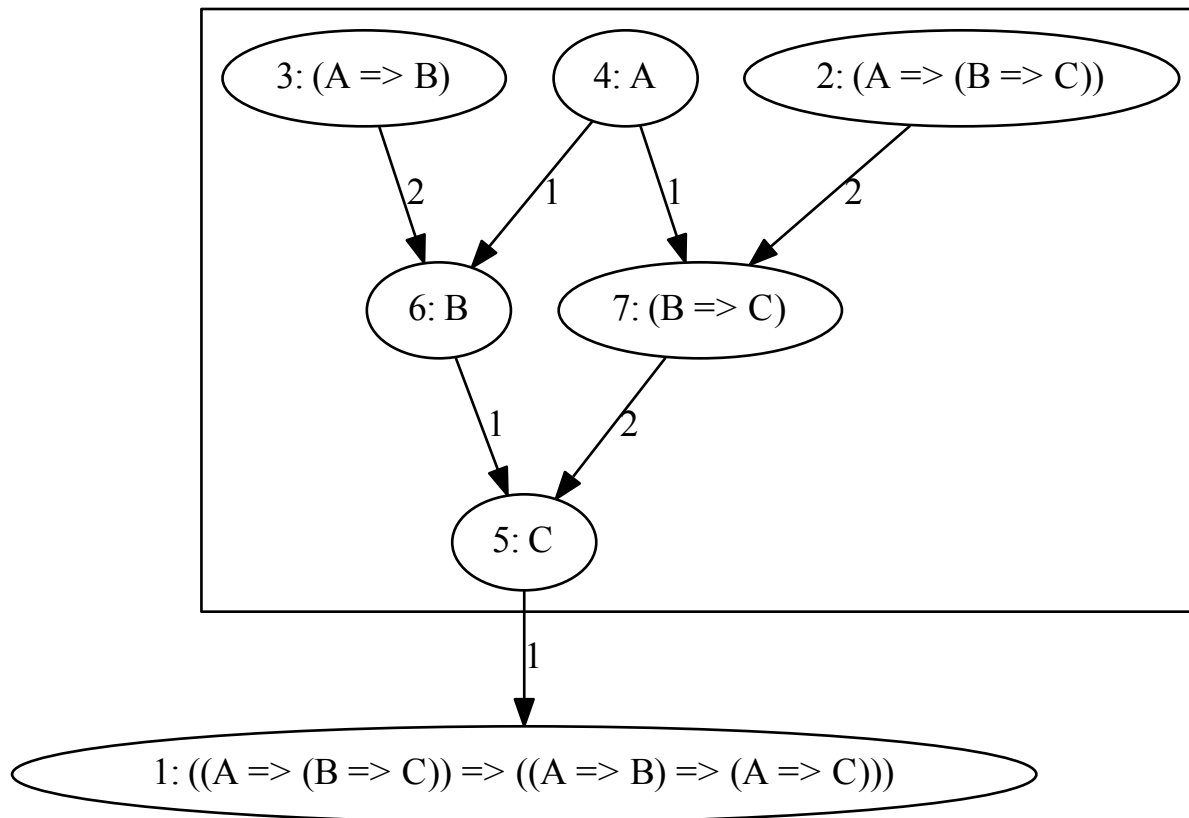 3: (A => B)
4: A
2: (A => (B => C))
2
1
1
2
6: B
7: (B => C)
1
2
5: C
1
1: ((A => (B => C)) => ((A => B) => (A => C)))